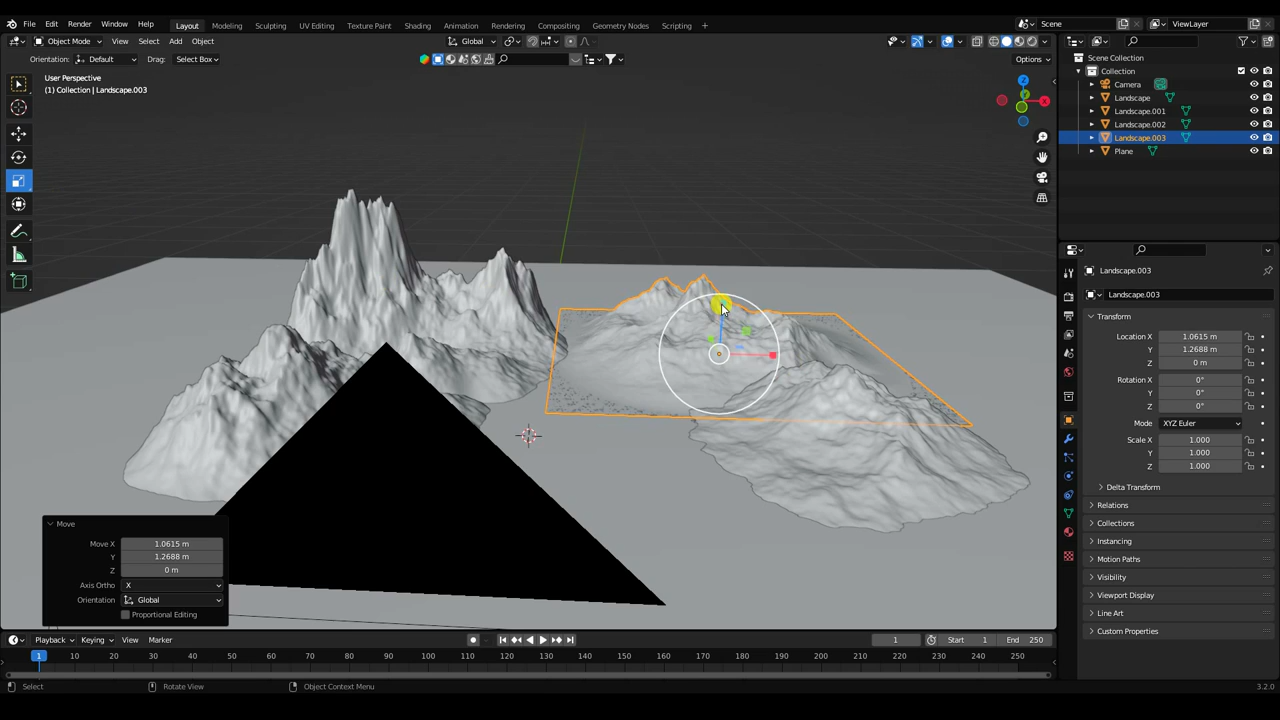 File Edit Render Window Help Layout Modeling Sculpting UV Editing Texture Paint Shading Animation Rendering Compositing Geometry Nodes Scripting + Scene ViewLayer
Object Mode View Select Add Object Global
Orientation: Default Drag: Select Box Options
User Perspective
(1) Collection | Landscape.003
Z
Y
X
Scene Collection
Collection
Camera
Landscape
Landscape.001
Landscape.002
Landscape.003
Plane
Landscape.003
Landscape.003
Transform
Location X 1.0615 m
Y 1.2688 m
Z 0 m
Rotation X 0°
Y 0°
Z 0°
Mode XYZ Euler
Scale X 1.000
Y 1.000
Z 1.000
Delta Transform
Relations
Collections
Instancing
Motion Paths
Visibility
Viewport Display
Line Art
Custom Properties
Move
Move X 1.0615 m
Y 1.2688 m
Z 0 m
Axis Ortho X
Orientation Global
Proportional Editing
Playback Keying View Marker 1 Start 1 End 250
1 10 20 30 40 50 60 70 80 90 100 110 120 130 140 150 160 170 180 190 200 210 220 230 240 250
Select Rotate View Object Context Menu 3.2.0